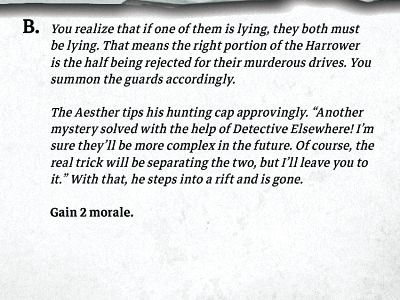 B. You realize that if one of them is lying, they both must
be lying. That means the right portion of the Harrower
is the half being rejected for their murderous drives. You
summon the guards accordingly.
The Aesther tips his hunting cap approvingly. “Another
mystery solved with the help of Detective Elsewhere! I’m
sure they’ll be more complex in the future. Of course, the
real trick will be separating the two, but I’ll leave you to
it.” With that, he steps into a rift and is gone.
Gain 2 morale.